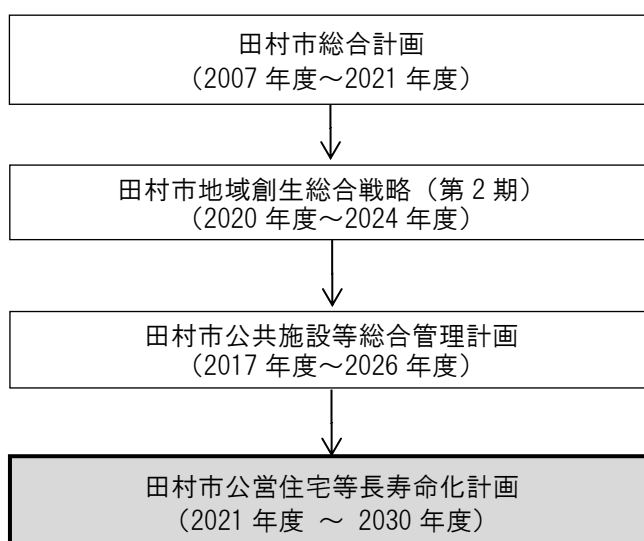 田村市総合計画
（2007 年度～2021 年度）
田村市地域創生総合戦略（第 2 期）
（2020 年度～2024 年度）
田村市公共施設等総合管理計画
（2017 年度～2026 年度）
田村市公営住宅等長寿命化計画
（2021 年度 ～ 2030 年度）